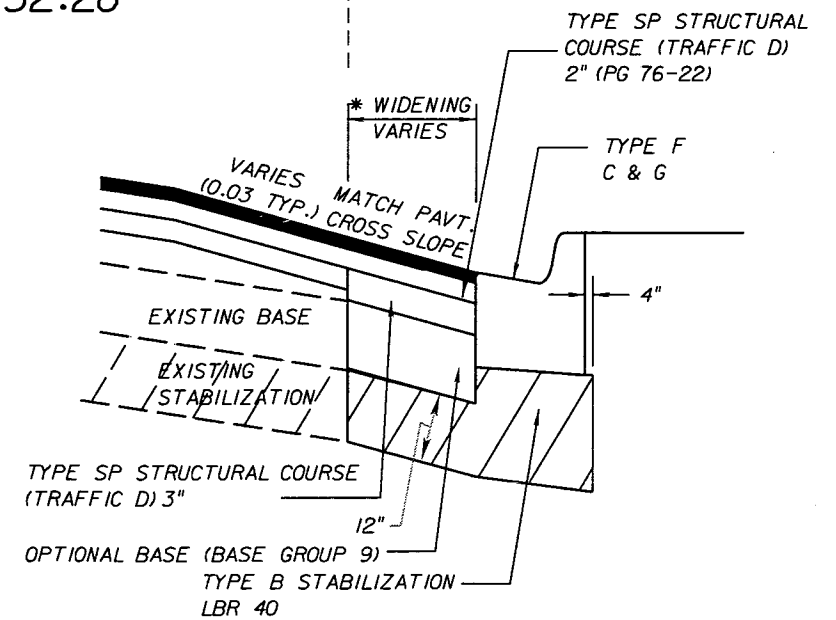 TYPE SP STRUCTURAL
COURSE (TRAFFIC D)
2" (PG 76-22)
* WIDENING
VARIES
TYPE F
C & G
VARIES MATCH PAVT.
(0.03 TYP.) CROSS SLOPE
4"
EXISTING BASE
EXISTING
STABILIZATION
TYPE SP STRUCTURAL COURSE
(TRAFFIC D) 3"
12"
OPTIONAL BASE (BASE GROUP 9)
TYPE B STABILIZATION
LBR 40